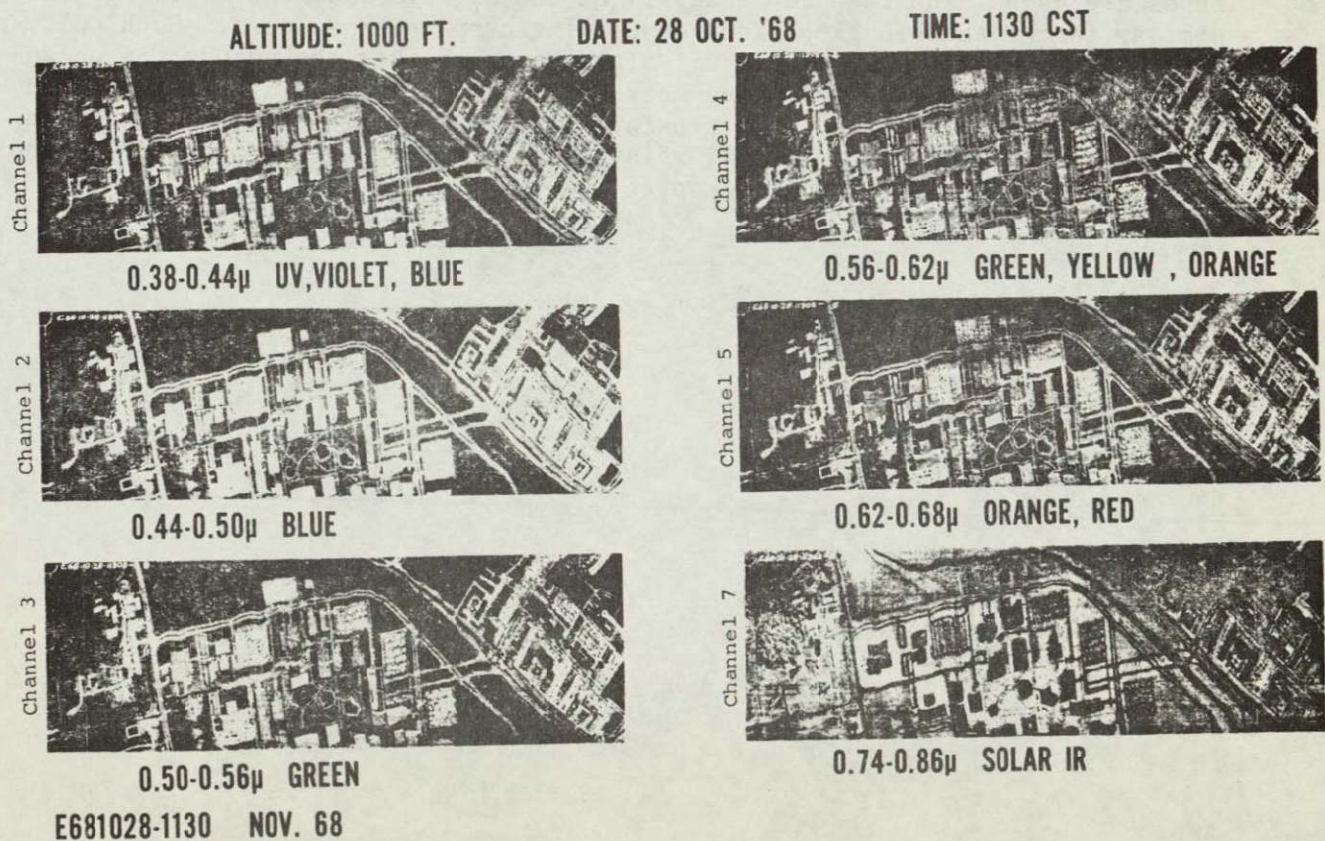 ALTITUDE: 1000 FT. DATE: 28 OCT. '68 TIME: 1130 CST
Channel 1
0.38-0.44μ UV,VIOLET, BLUE
Channel 2
0.44-0.50μ BLUE
Channel 3
0.50-0.56μ GREEN
Channel 4
0.56-0.62μ GREEN, YELLOW , ORANGE
Channel 5
0.62-0.68μ ORANGE, RED
Channel 7
0.74-0.86μ SOLAR IR
E681028-1130 NOV. 68